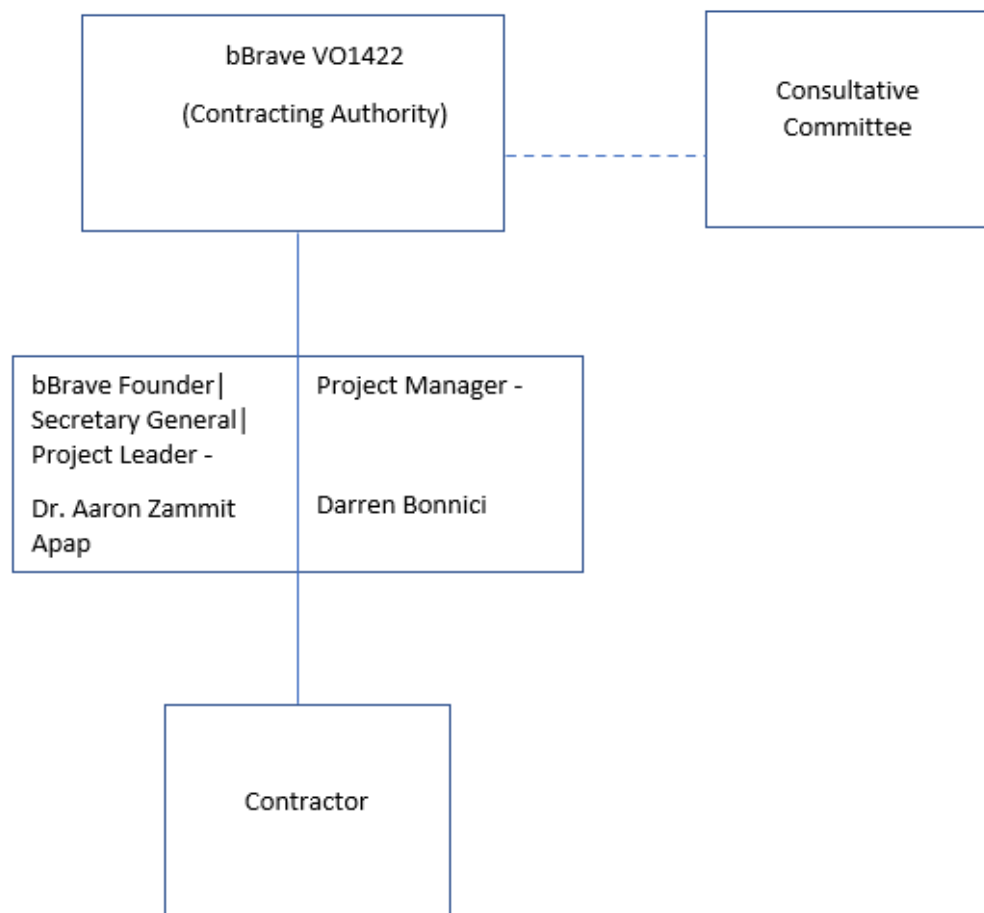 bBrave VO1422
(Contracting Authority)
Consultative
Committee
bBrave Founder|
Secretary General|
Project Leader -
Dr. Aaron Zammit
Apap
Project Manager -
Darren Bonnici
Contractor